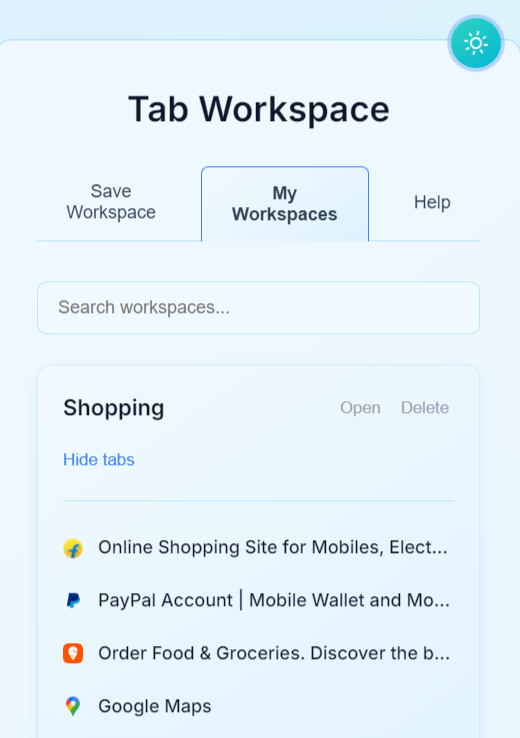 Tab Workspace
Save
Workspace
My
Workspaces
Help
Search workspaces...
Shopping
Open
Delete
Hide tabs
Online Shopping Site for Mobiles, Elect...
PayPal Account | Mobile Wallet and Mo...
Order Food & Groceries. Discover the b...
Google Maps